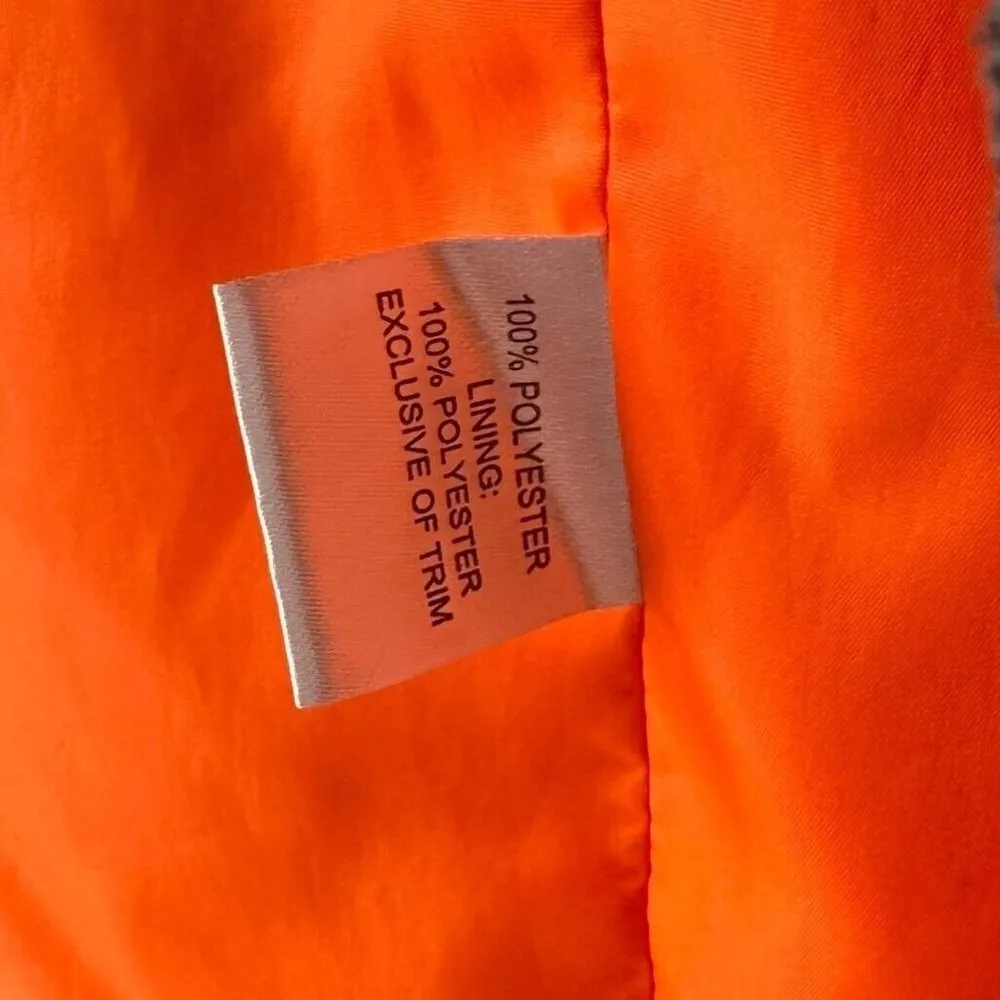 100% POLYESTER
LINING:
100% POLYESTER
EXCLUSIVE OF TRIM